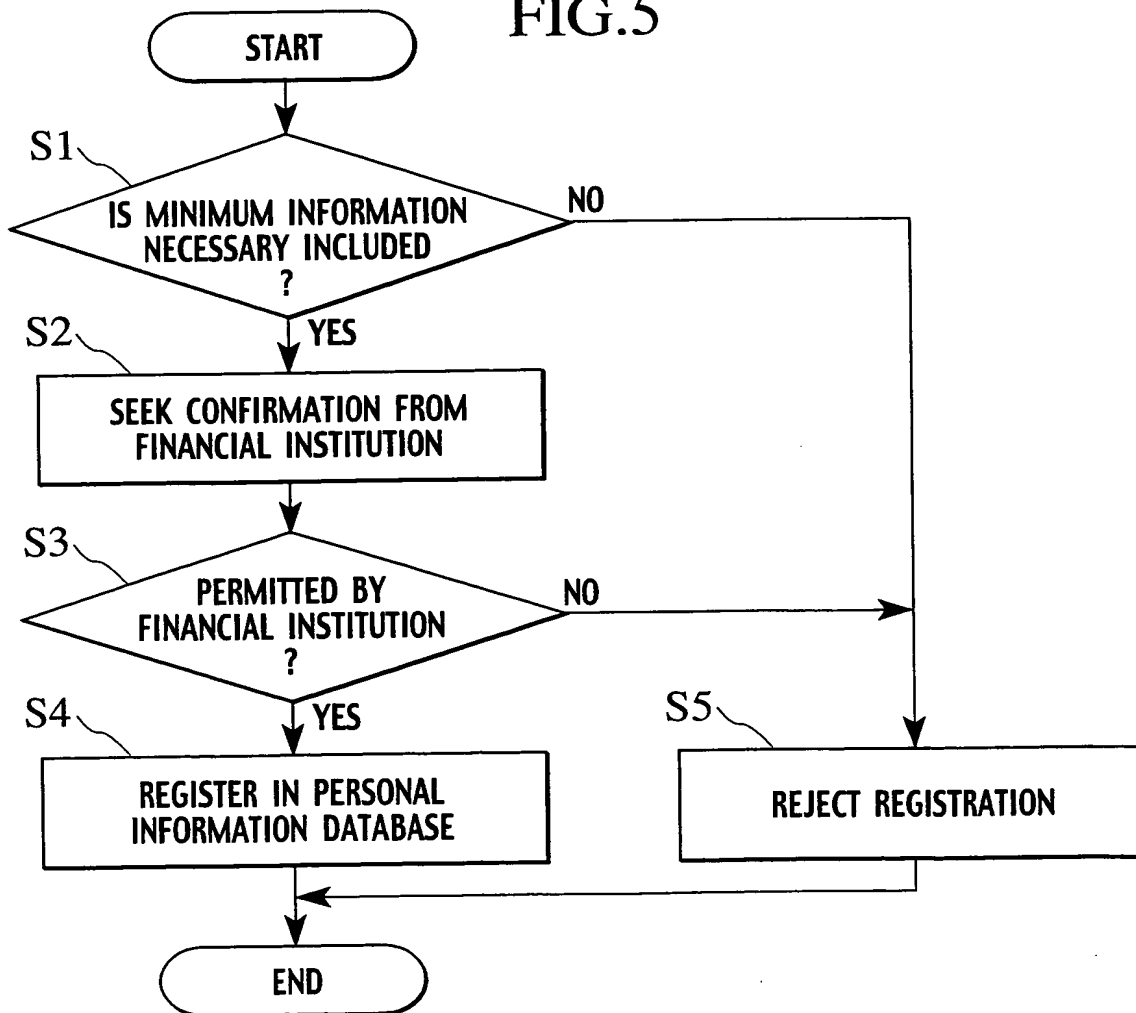 FIG.5
START
S1
IS MINIMUM INFORMATION
NECESSARY INCLUDED
?
NO
YES
S2
SEEK CONFIRMATION FROM
FINANCIAL INSTITUTION
S3
PERMITTED BY
FINANCIAL INSTITUTION
?
NO
YES
S4
REGISTER IN PERSONAL
INFORMATION DATABASE
S5
REJECT REGISTRATION
END